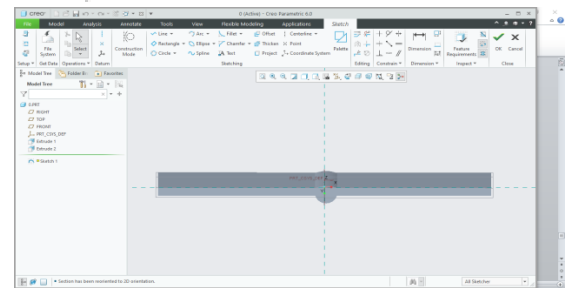 0 (Active) - Creo Parametric 6.0
File Model Analysis Annotate Tools View Flexible Modeling Applications Sketch
File System
Select
Construction Mode
Line Arc Fillet Offset Centerline
Rectangle Ellipse Chamfer Thicken Point
Circle Spline Text Project Coordinate System
Palette
Dimension
Feature Requirements
OK Cancel
Setup Get Data Operations Datum Sketching Editing Constrain Dimension Inspect Close
Model Tree Folder Br Favorites
Model Tree
RIGHT
TOP
FRONT
PRT_CSYS_DEF
Extrude 1
Extrude 2
Sketch 1
PRT_CSYS_DEF
Section has been reoriented to 2D orientation.
All Sketcher